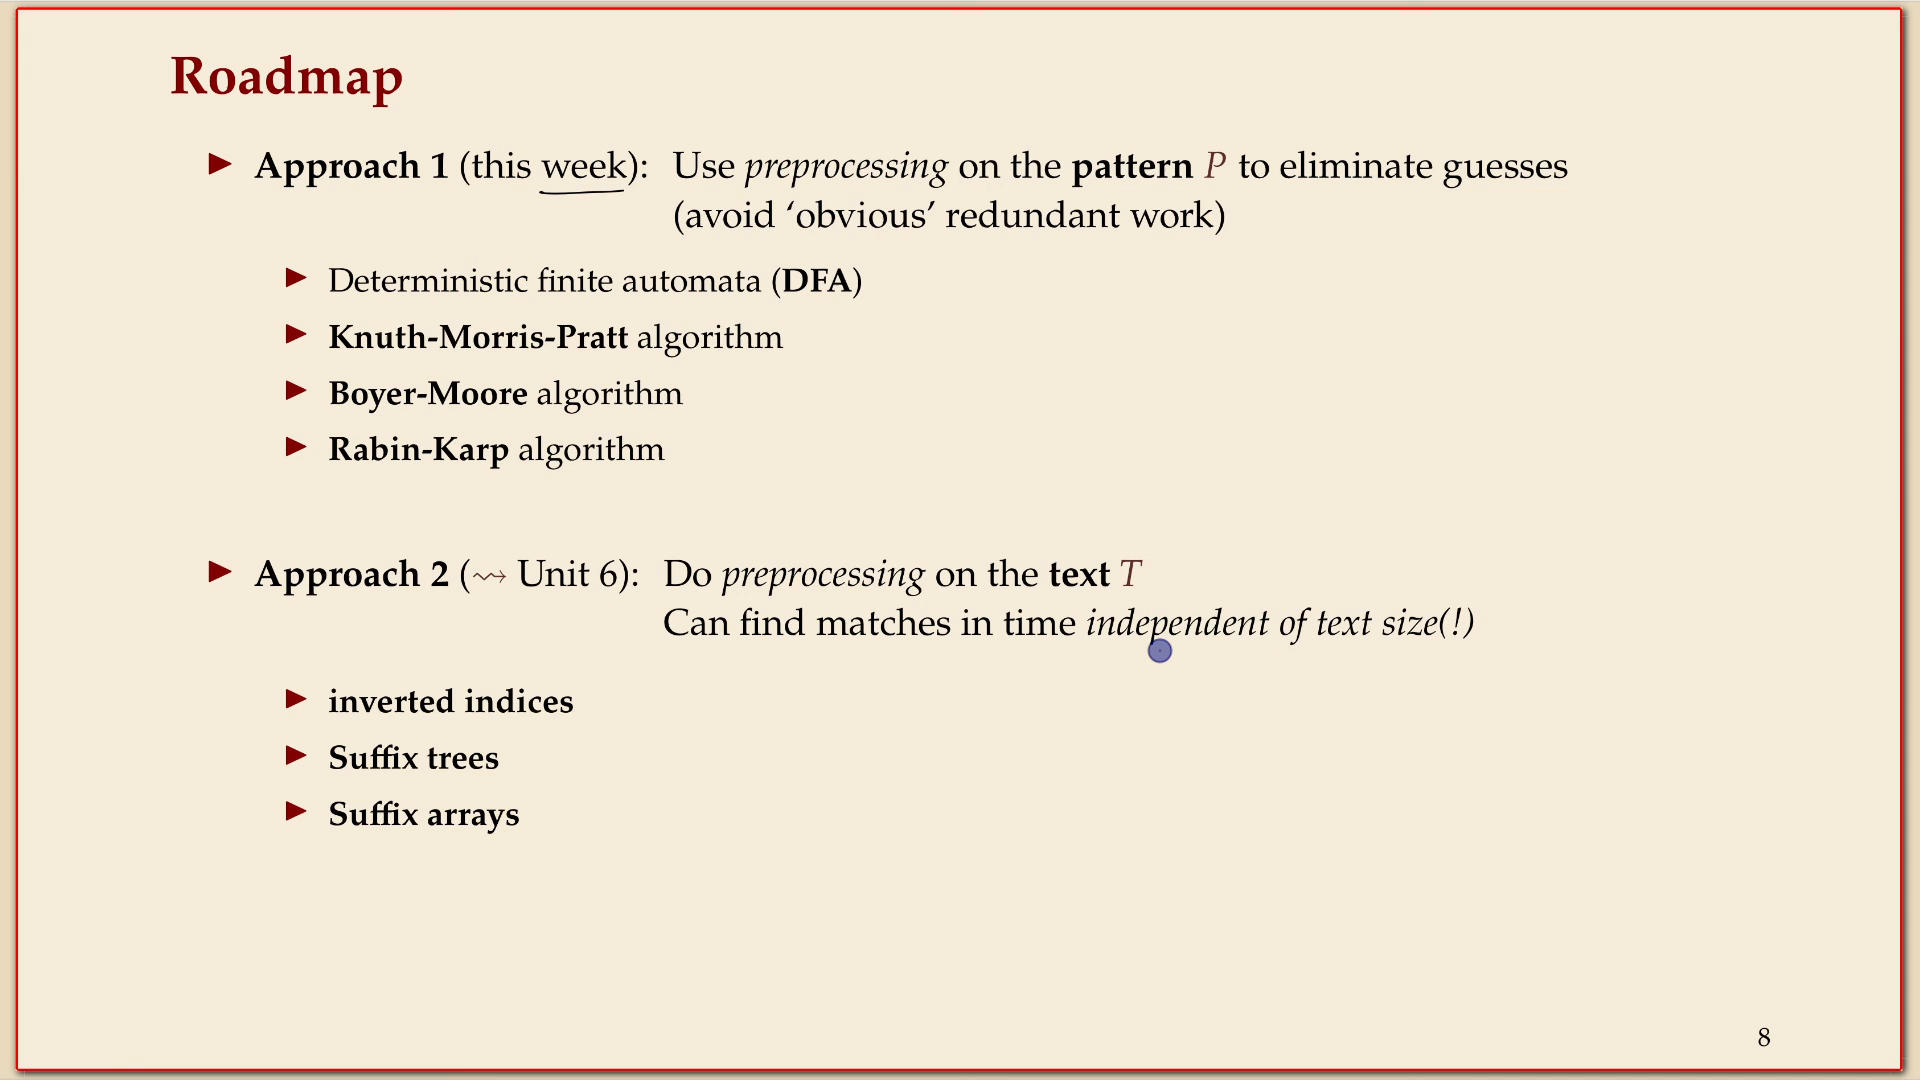 Roadmap
▶ Approach 1 (this week): Use preprocessing on the pattern P to eliminate guesses
(avoid ‘obvious’ redundant work)
▶ Deterministic finite automata (DFA)
▶ Knuth-Morris-Pratt algorithm
▶ Boyer-Moore algorithm
▶ Rabin-Karp algorithm
▶ Approach 2 (⇝ Unit 6): Do preprocessing on the text T
Can find matches in time independent of text size(!)
▶ inverted indices
▶ Suffix trees
▶ Suffix arrays
8